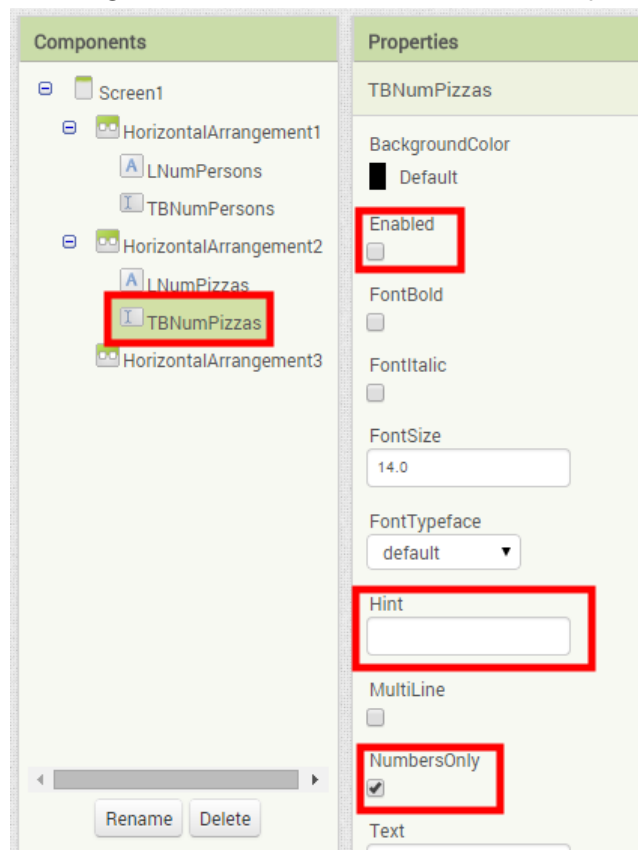 Components
Screen1
HorizontalArrangement1
LNumPersons
TBNumPersons
HorizontalArrangement2
LNumPizzas
TBNumPizzas
HorizontalArrangement3
Rename Delete
Properties
TBNumPizzas
BackgroundColor
Default
Enabled
FontBold
FontItalic
FontSize
14.0
FontTypeface
default
Hint
MultiLine
NumbersOnly
Text